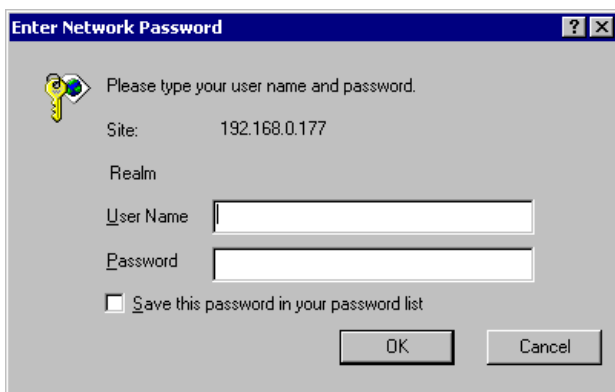 Enter Network Password
Please type your user name and password.
Site: 192.168.0.177
Realm
User Name
Password
Save this password in your password list
OK Cancel